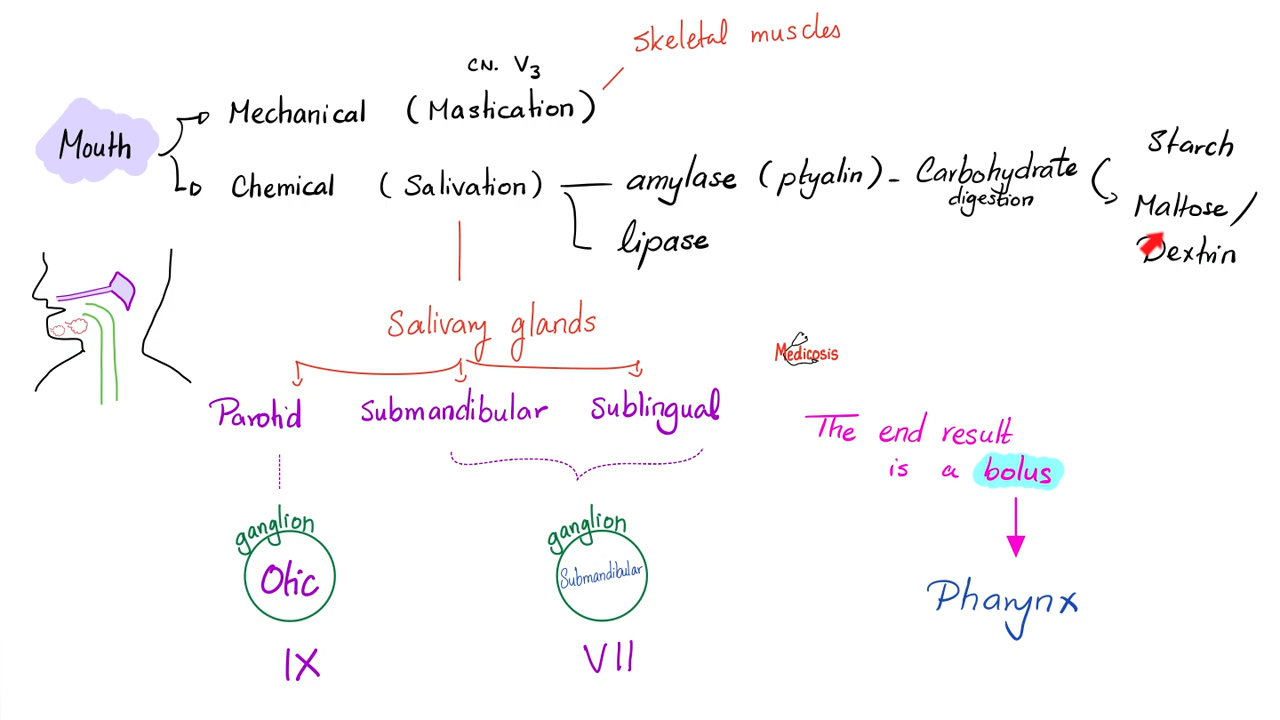 Skeletal muscles
CN. V3
Mouth
Mechanical (Mastication)
Chemical (Salivation)
amylase (ptyalin) - Carbohydrate
digestion
Starch
Maltose /
Dextrin
lipase
Salivary glands
Parotid Submandibular Sublingual
Medicosis
The end result
is a bolus
Pharynx
ganglion
Otic
IX
ganglion
Submandibular
VII